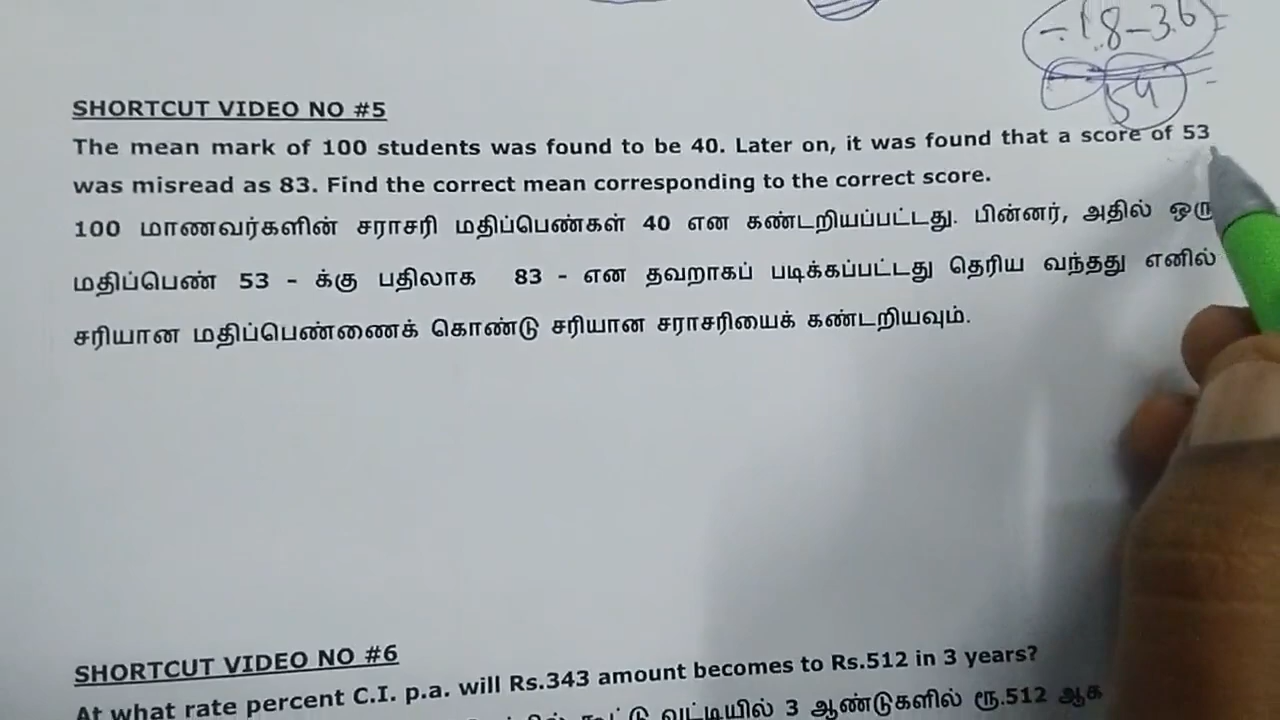 - 1.8 - 3.6
54
SHORTCUT VIDEO NO #5
The mean mark of 100 students was found to be 40. Later on, it was found that a score of 53
was misread as 83. Find the correct mean corresponding to the correct score.
100 மாணவர்களின் சராசரி மதிப்பெண்கள் 40 என கண்டறியப்பட்டது. பின்னர், அதில் ஒரு
மதிப்பெண் 53 - க்கு பதிலாக 83 - என தவறாகப் படிக்கப்பட்டது தெரிய வந்தது எனில்
சரியான மதிப்பெண்ணைக் கொண்டு சரியான சராசரியைக் கண்டறியவும்.
SHORTCUT VIDEO NO #6
At what rate percent C.I. p.a. will Rs.343 amount becomes to Rs.512 in 3 years?
வட்டியில் 3 ஆண்டுகளில் ரூ.512 ஆக